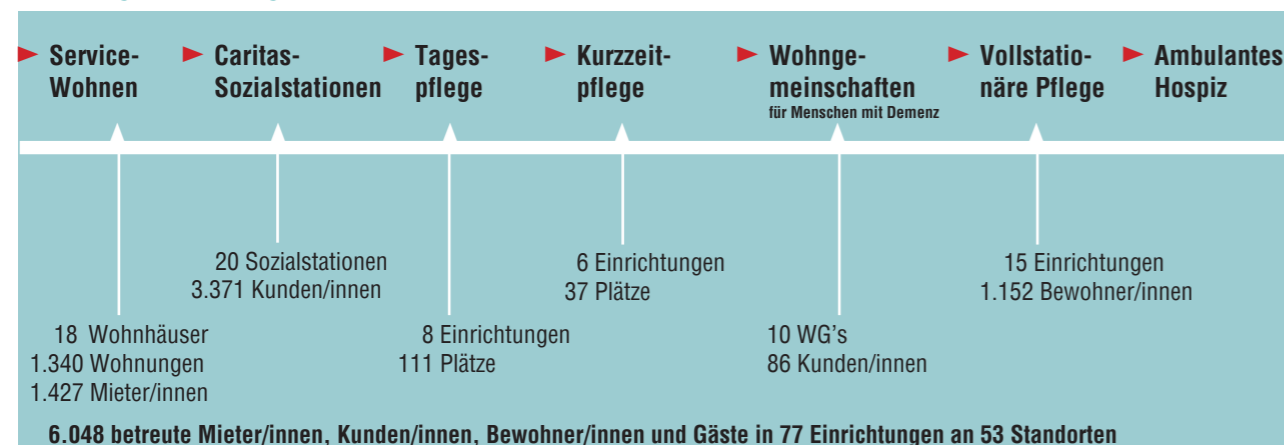 Service-
Wohnen
Caritas-
Sozialstationen
Tages-
pflege
Kurzzeit-
pflege
Wohnge-
meinschaften
für Menschen mit Demenz
Vollstatio-
näre Pflege
Ambulantes
Hospiz
20 Sozialstationen
3.371 Kunden/innen
6 Einrichtungen
37 Plätze
15 Einrichtungen
1.152 Bewohner/innen
18 Wohnhäuser
1.340 Wohnungen
1.427 Mieter/innen
8 Einrichtungen
111 Plätze
10 WG's
86 Kunden/innen
6.048 betreute Mieter/innen, Kunden/innen, Bewohner/innen und Gäste in 77 Einrichtungen an 53 Standorten